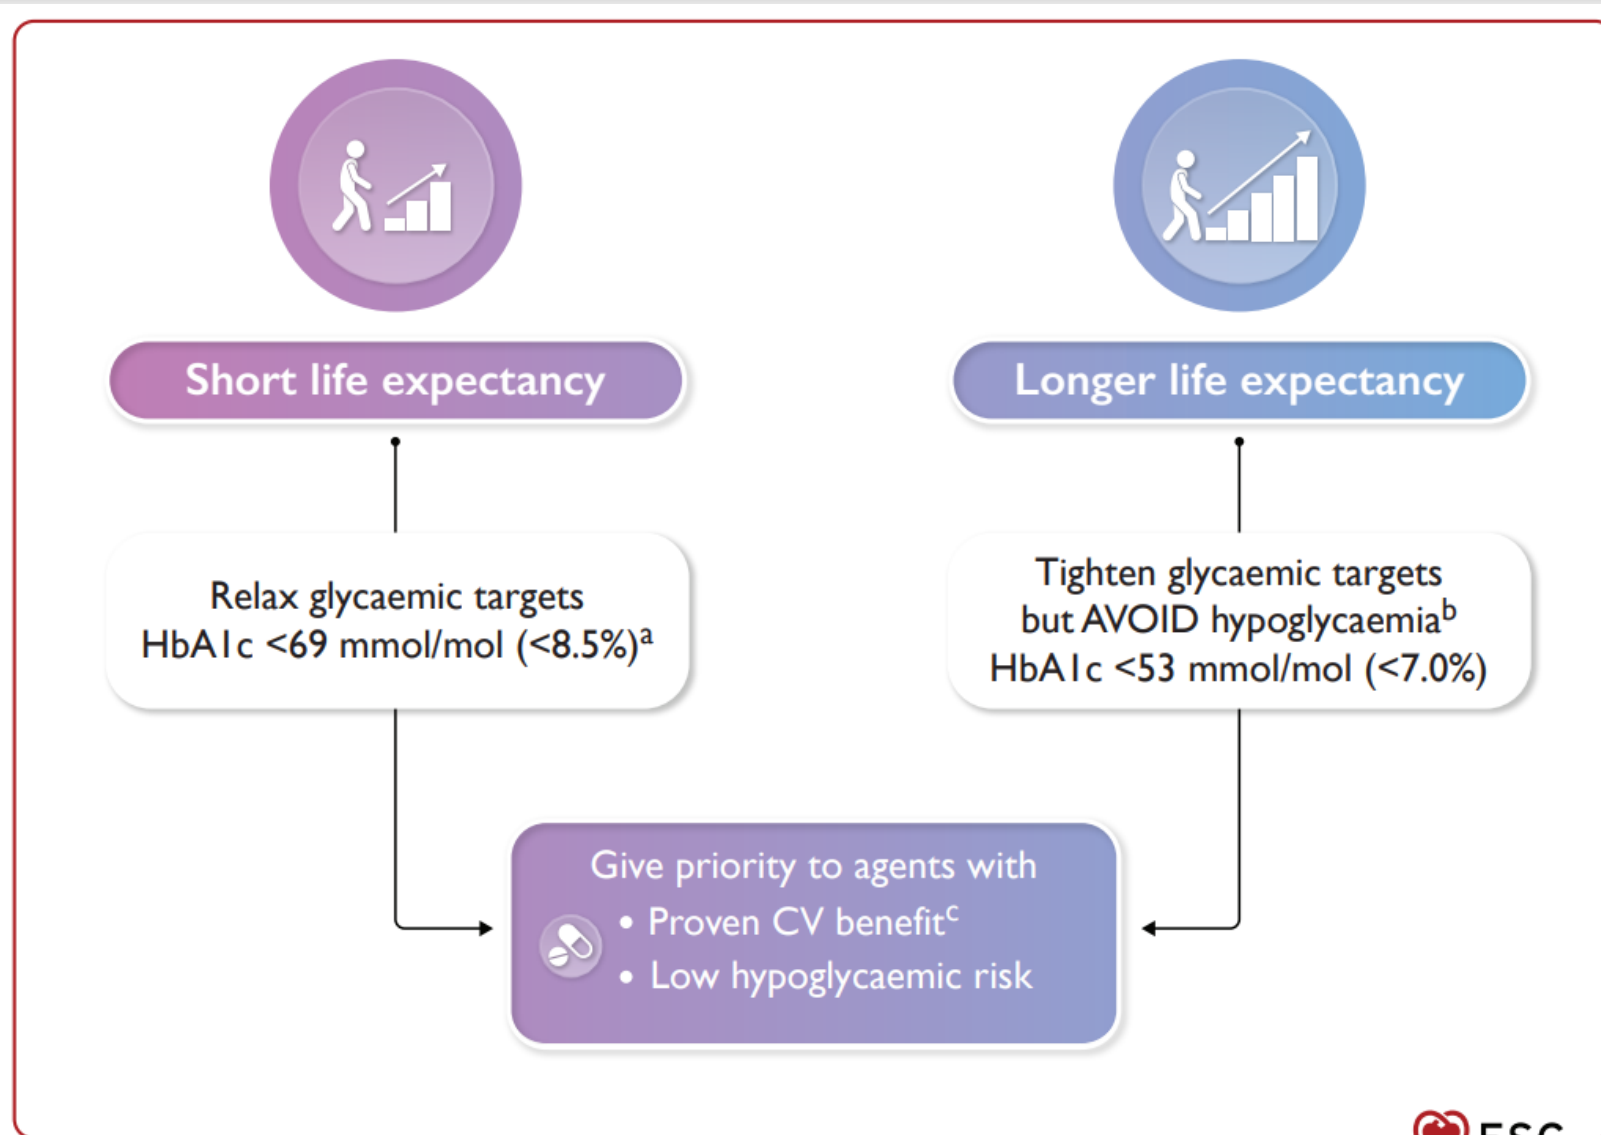 Short life expectancy
Longer life expectancy
Relax glycaemic targets
HbA1c <69 mmol/mol (<8.5%)ᵃ
Tighten glycaemic targets
but AVOID hypoglycaemiaᵇ
HbA1c <53 mmol/mol (<7.0%)
Give priority to agents with
• Proven CV benefitᶜ
• Low hypoglycaemic risk
ESC